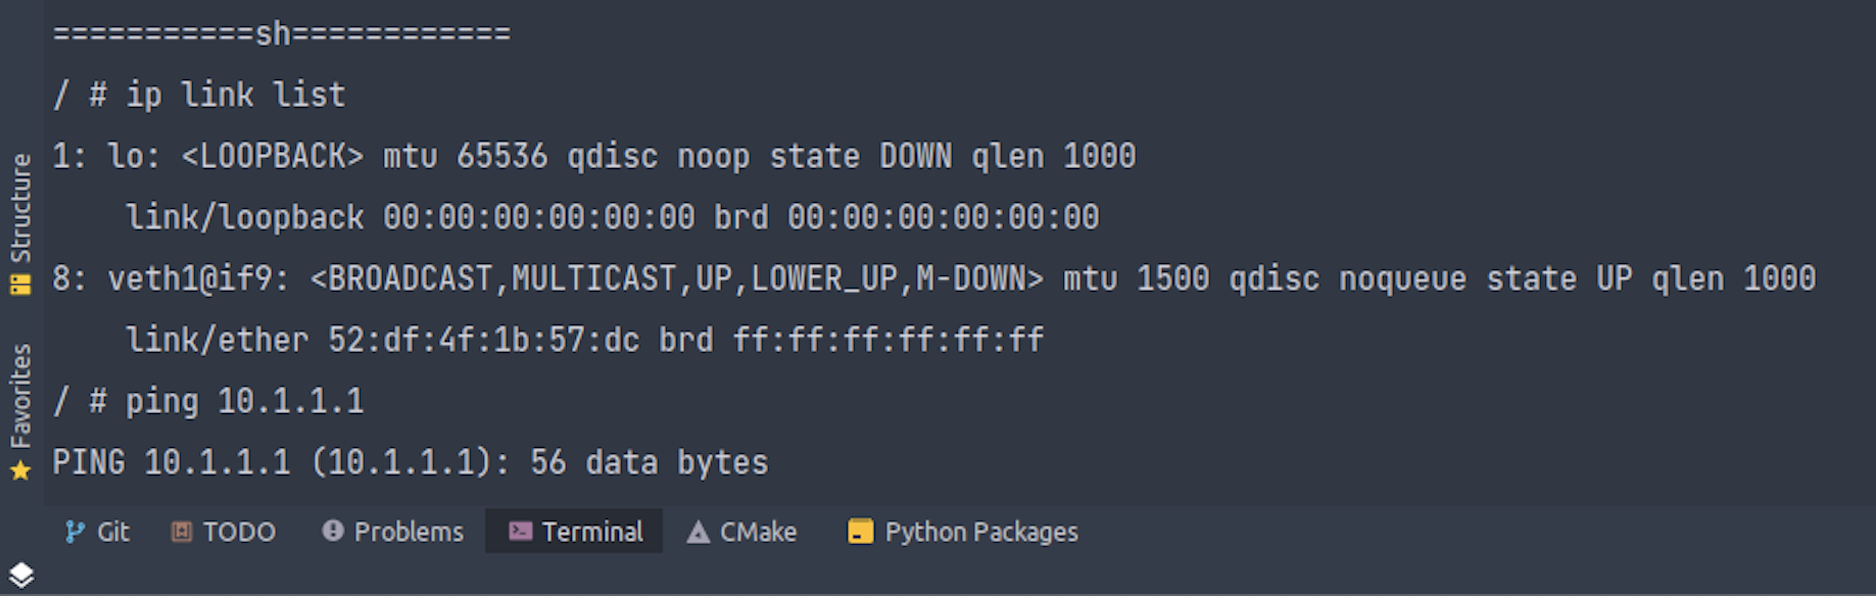 ===========sh============
/ # ip link list
1: lo: <LOOPBACK> mtu 65536 qdisc noop state DOWN qlen 1000
    link/loopback 00:00:00:00:00:00 brd 00:00:00:00:00:00
8: veth1@if9: <BROADCAST,MULTICAST,UP,LOWER_UP,M-DOWN> mtu 1500 qdisc noqueue state UP qlen 1000
    link/ether 52:df:4f:1b:57:dc brd ff:ff:ff:ff:ff:ff
/ # ping 10.1.1.1
PING 10.1.1.1 (10.1.1.1): 56 data bytes
Structure
Favorites
Git TODO Problems Terminal CMake Python Packages